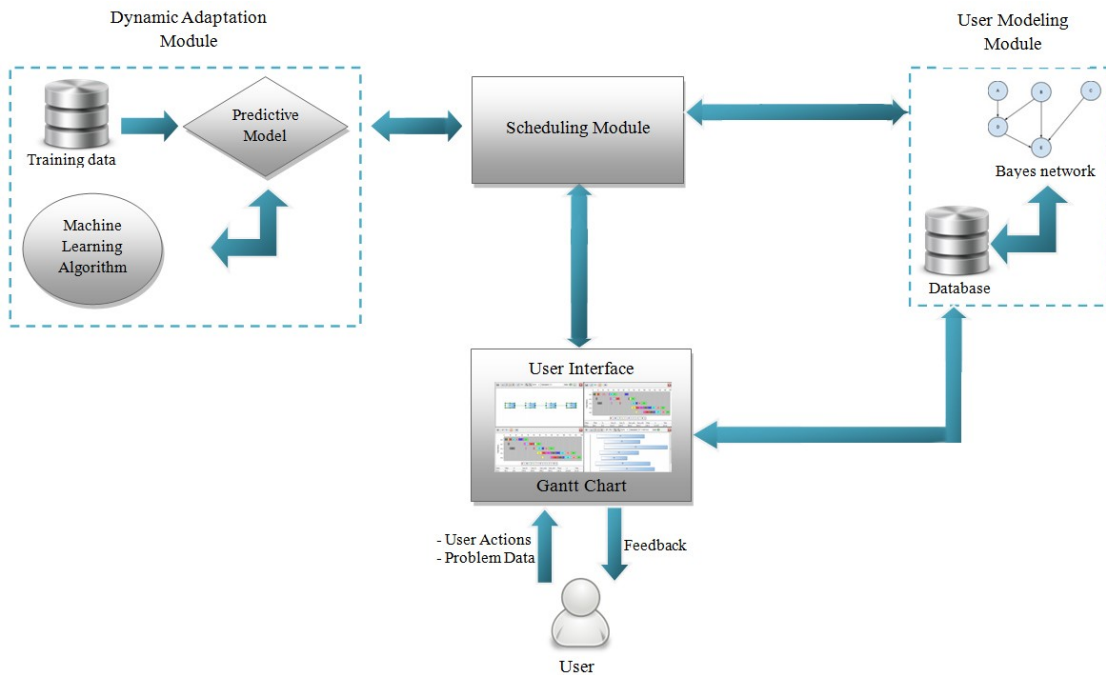 Dynamic Adaptation
Module
User Modeling
Module
Training data
Predictive
Model
Scheduling Module
A
B
C
D
Bayes network
Machine
Learning
Algorithm
Database
User Interface
Gantt Chart
- User Actions
- Problem Data
Feedback
User